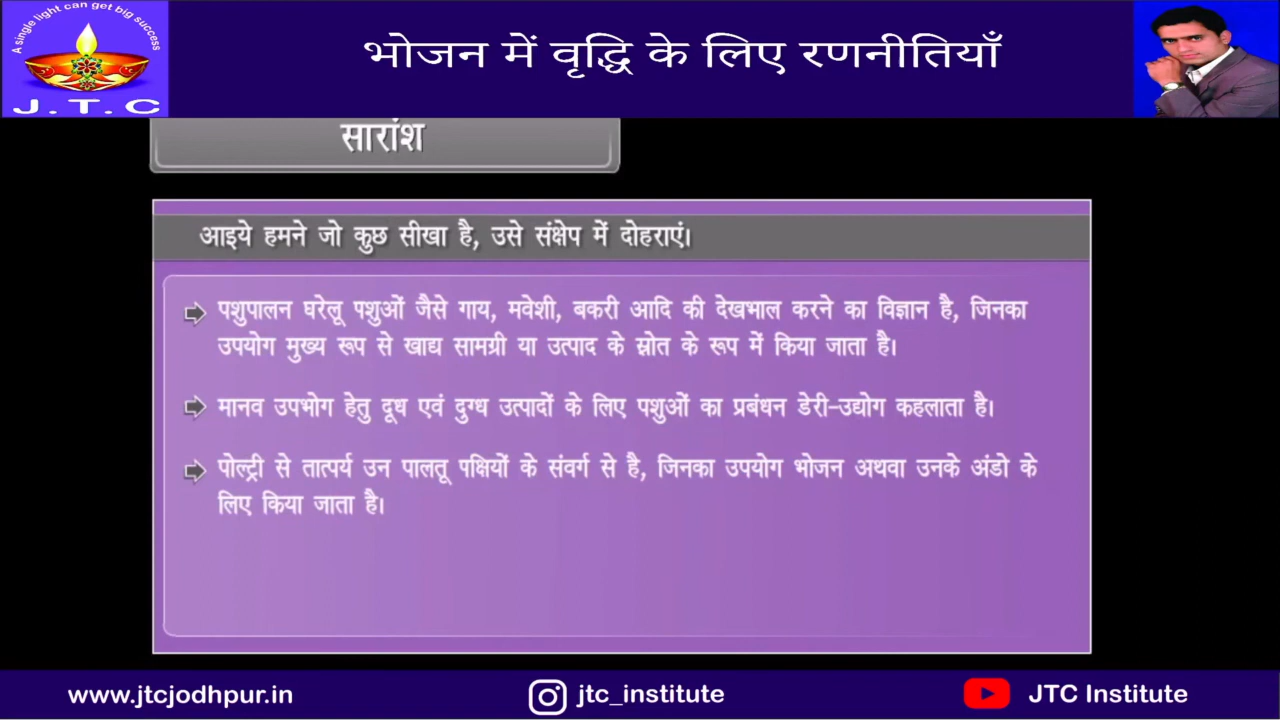 A single light can get big success
J.T.C
भोजन में वृद्धि के लिए रणनीतियाँ
सारांश
आइये हमने जो कुछ सीखा है, उसे संक्षेप में दोहराएं।
पशुपालन घरेलू पशुओं जैसे गाय, मवेशी, बकरी आदि की देखभाल करने का विज्ञान है, जिनका
उपयोग मुख्य रूप से खाद्य सामग्री या उत्पाद के स्रोत के रूप में किया जाता है।
मानव उपभोग हेतु दूध एवं दुग्ध उत्पादों के लिए पशुओं का प्रबंधन डेरी-उद्योग कहलाता है।
पोल्ट्री से तात्पर्य उन पालतू पक्षियों के संवर्ग से है, जिनका उपयोग भोजन अथवा उनके अंडो के
लिए किया जाता है।
www.jtcjodhpur.in
jtc_institute
JTC Institute